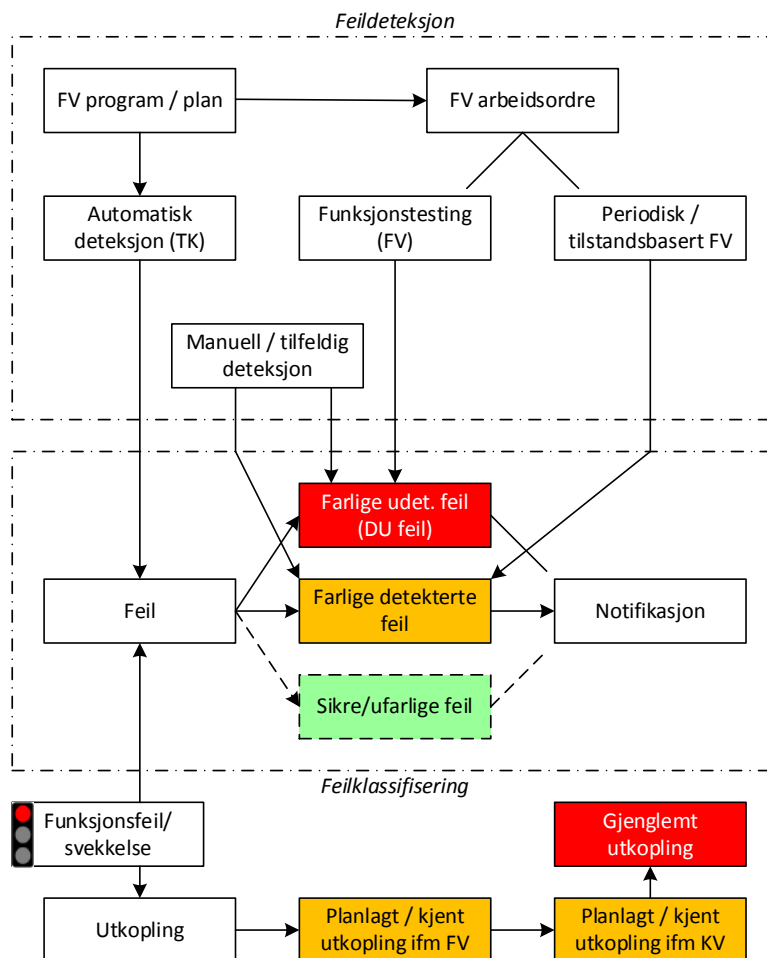 Feildeteksjon
FV program / plan
FV arbeidsordre
Automatisk
deteksjon (TK)
Funksjonstesting
(FV)
Periodisk /
tilstandsbasert FV
Manuell / tilfeldig
deteksjon
Farlige udet. feil
(DU feil)
Feil
Farlige detekterte
feil
Notifikasjon
Sikre/ufarlige feil
Feilklassifisering
Funksjonsfeil/
svekkelse
Gjenglemt
utkopling
Utkopling
Planlagt / kjent
utkopling ifm FV
Planlagt / kjent
utkopling ifm KV